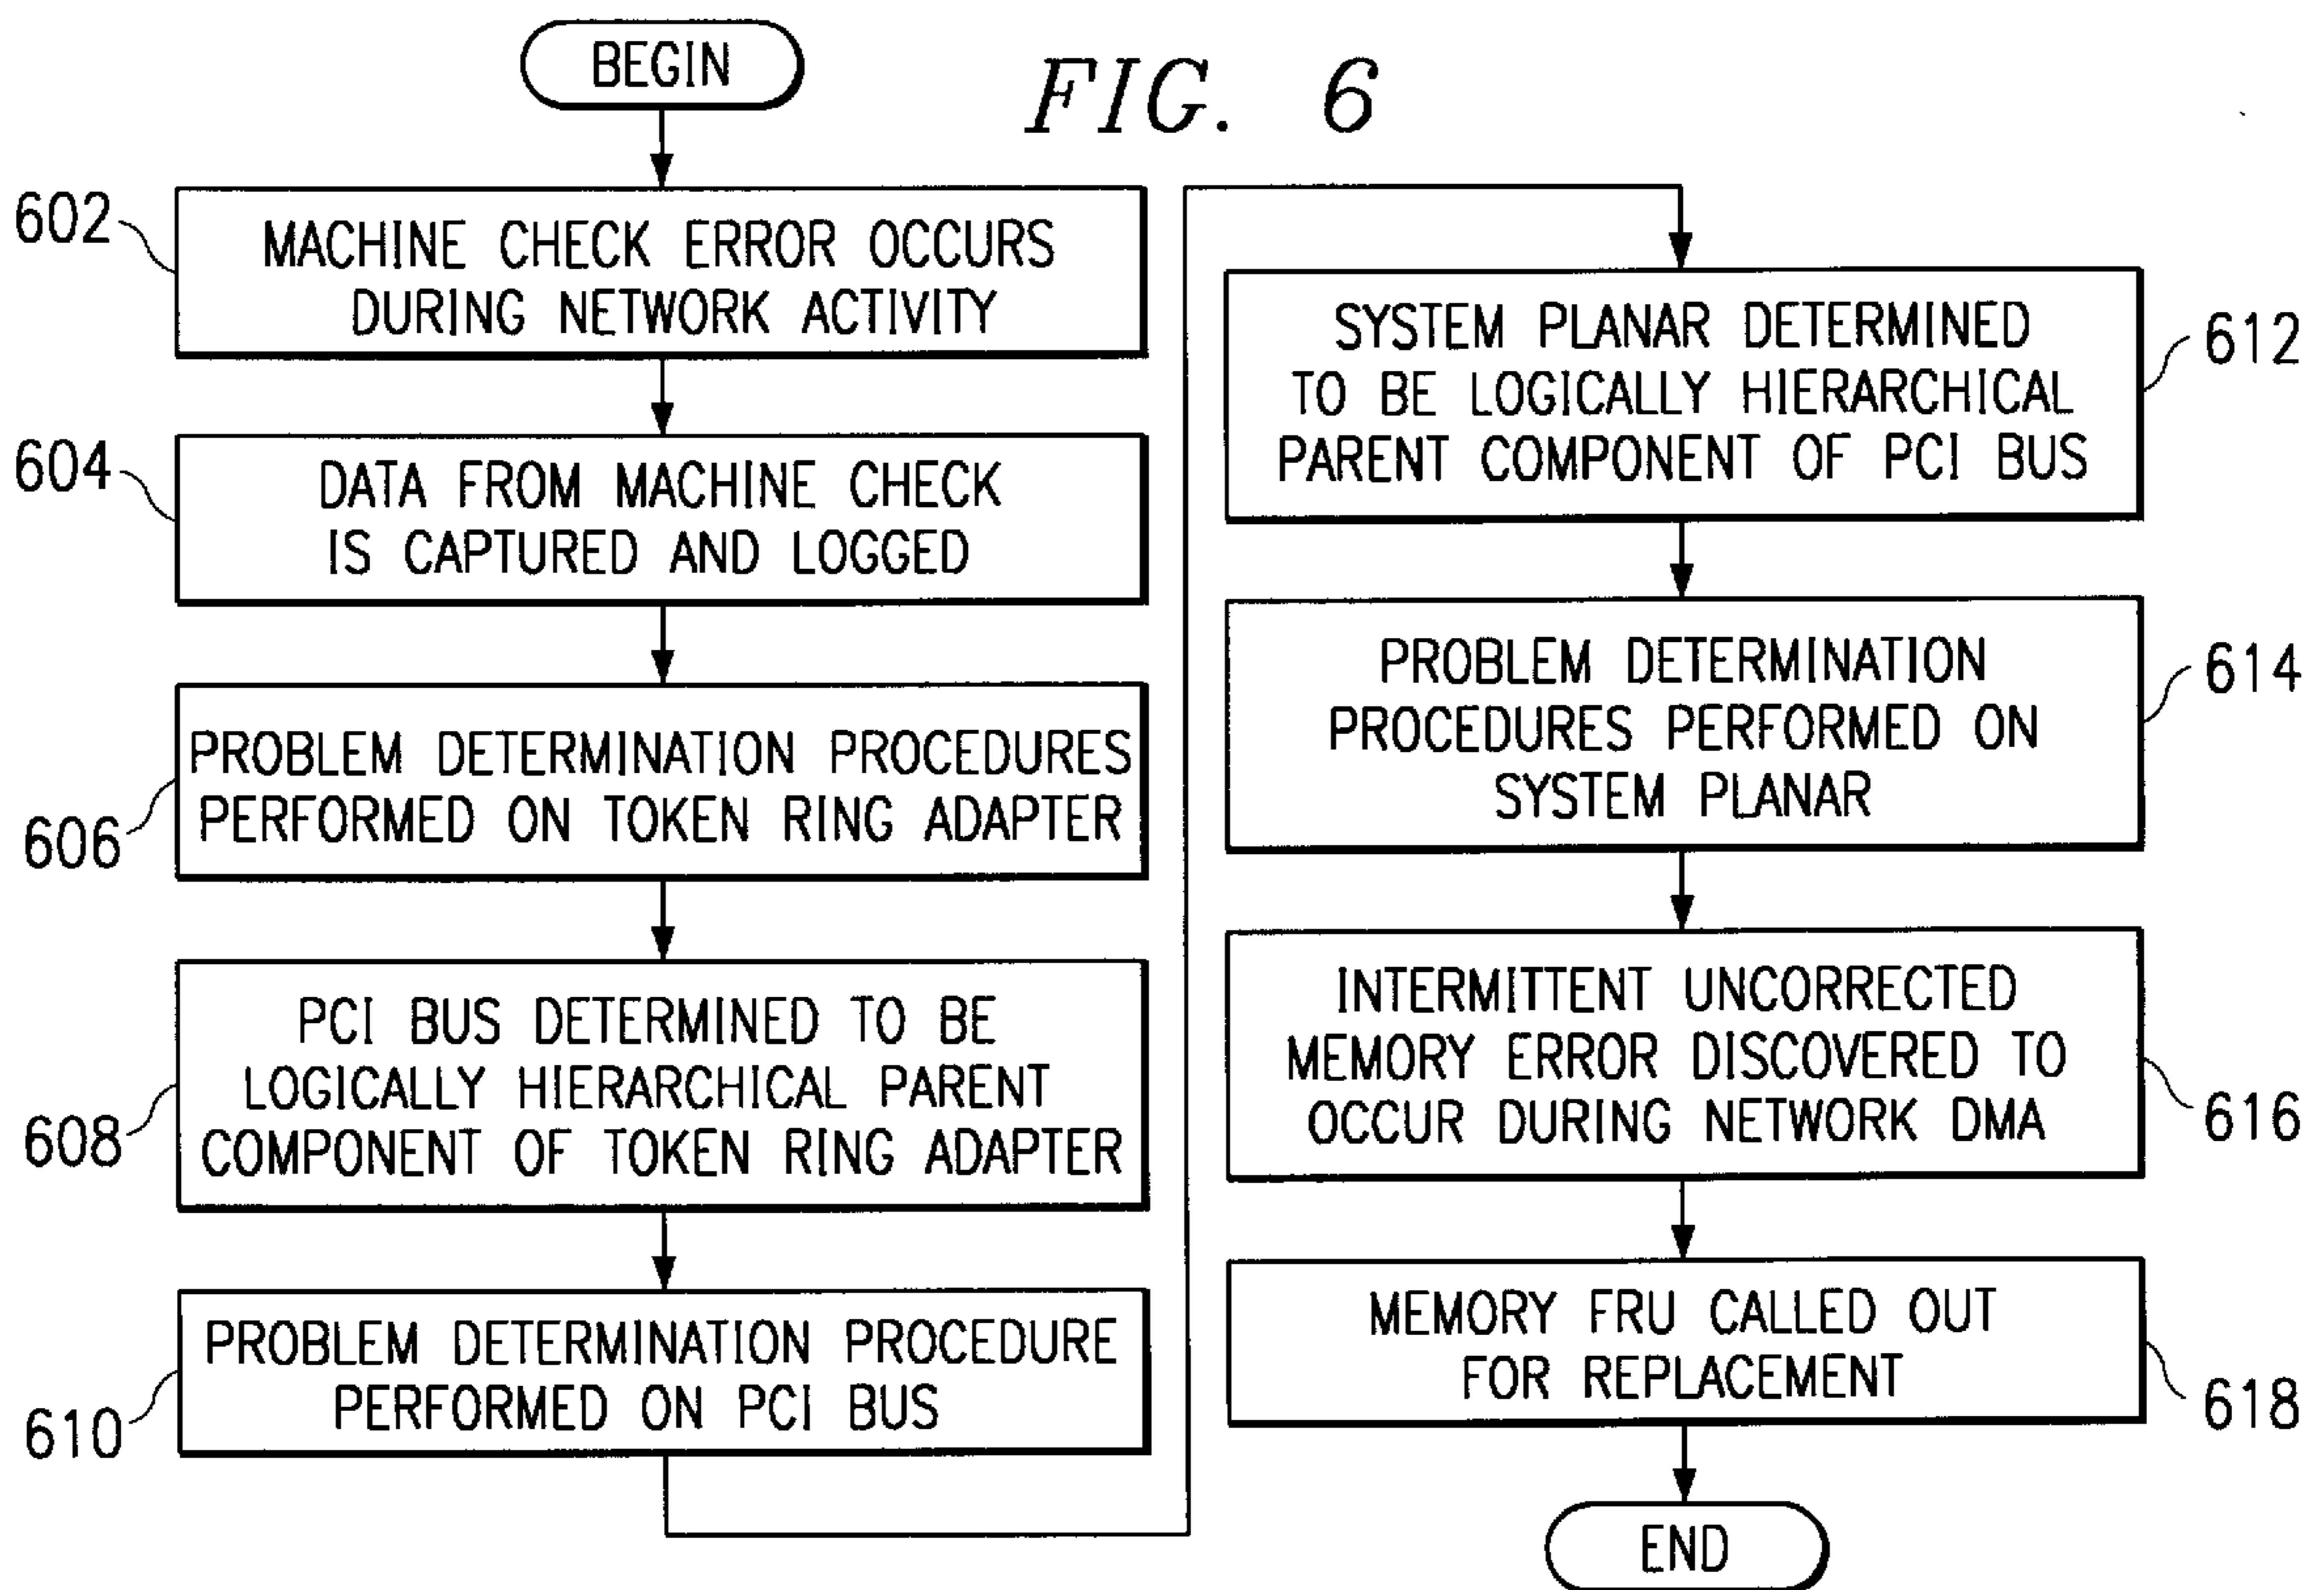 BEGIN
FIG. 6
602
MACHINE CHECK ERROR OCCURS
DURING NETWORK ACTIVITY
604
DATA FROM MACHINE CHECK
IS CAPTURED AND LOGGED
606
PROBLEM DETERMINATION PROCEDURES
PERFORMED ON TOKEN RING ADAPTER
608
PCI BUS DETERMINED TO BE
LOGICALLY HIERARCHICAL PARENT
COMPONENT OF TOKEN RING ADAPTER
610
PROBLEM DETERMINATION PROCEDURE
PERFORMED ON PCI BUS
612
SYSTEM PLANAR DETERMINED
TO BE LOGICALLY HIERARCHICAL
PARENT COMPONENT OF PCI BUS
614
PROBLEM DETERMINATION
PROCEDURES PERFORMED ON
SYSTEM PLANAR
616
INTERMITTENT UNCORRECTED
MEMORY ERROR DISCOVERED TO
OCCUR DURING NETWORK DMA
618
MEMORY FRU CALLED OUT
FOR REPLACEMENT
END